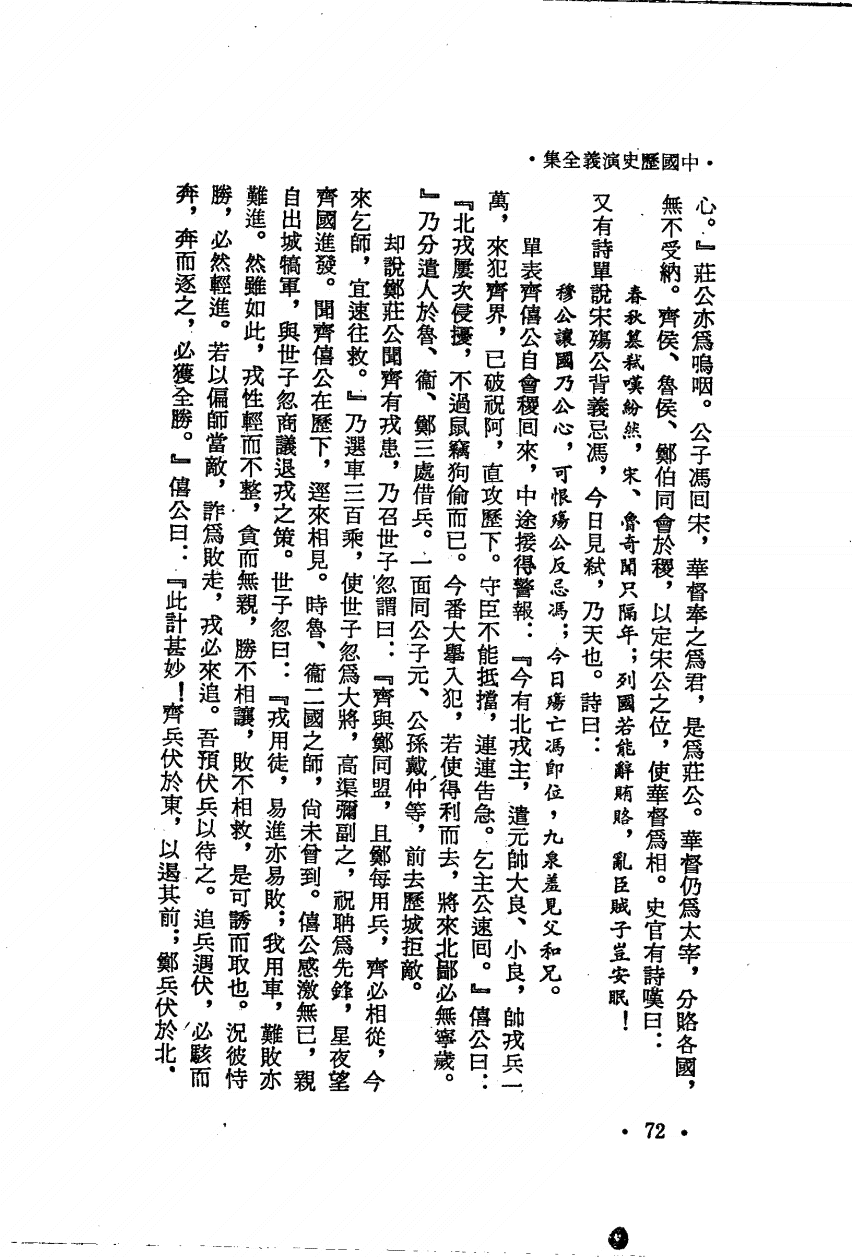 ·中國歷史演義全集·
心。』莊公亦爲嗚咽。公子馮回宋，華督奉之爲君，是爲莊公。華督仍爲太宰，分賂各國，
無不受納。齊侯、魯侯、鄭伯同會於稷，以定宋公之位，使華督爲相。史官有詩嘆曰：
春秋篡弒嘆紛然，宋、魯奇聞只隔年；列國若能辭賄賂，亂臣賊子豈安眠！
又有詩單說宋殤公背義忌馮，今日見弒，乃天也。詩曰：
穆公讓國乃公心，可恨殤公反忌馮；今日殤亡馮卽位，九泉羞見父和兄。
單表齊僖公自會稷回來，中途接得警報：『今有北戎主，遣元帥大良、小良，帥戎兵一
萬，來犯齊界，已破祝阿，直攻歷下。守臣不能抵擋，連連告急。乞主公速回。』僖公曰：
『北戎屢次侵擾，不過鼠竊狗偷而已。今番大舉入犯，若使得利而去，將來北鄙必無寧歲。
』乃分遣人於魯、衞、鄭三處借兵。一面同公子元、公孫戴仲等，前去歷城拒敵。
却說鄭莊公聞齊有戎患，乃召世子忽謂曰：『齊與鄭同盟，且鄭每用兵，齊必相從，今
來乞師，宜速往救。』乃選車三百乘，使世子忽爲大將，高渠彌副之，祝聃爲先鋒，星夜望
齊國進發。聞齊僖公在歷下，逕來相見。時魯、衞二國之師，尙未曾到。僖公感激無已，親
自出城犒軍，與世子忽商議退戎之策。世子忽曰：『戎用徒，易進亦易敗；我用車，難敗亦
難進。然雖如此，戎性輕而不整，貪而無親，勝不相讓，敗不相救，是可誘而取也。況彼恃
勝，必然輕進。若以偏師當敵，詐爲敗走，戎必來追。吾預伏兵以待之。追兵遇伏，必駭而
奔，奔而逐之，必獲全勝。』僖公曰：『此計甚妙！齊兵伏於東，以遏其前；鄭兵伏於北，
·72·